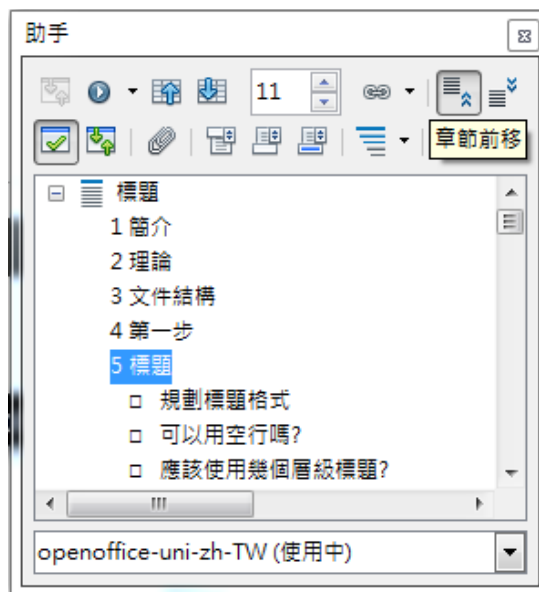 助手
11
章節前移
標題
1 簡介
2 理論
3 文件結構
4 第一步
5 標題
規劃標題格式
可以用空行嗎?
應該使用幾個層級標題?
openoffice-uni-zh-TW (使用中)